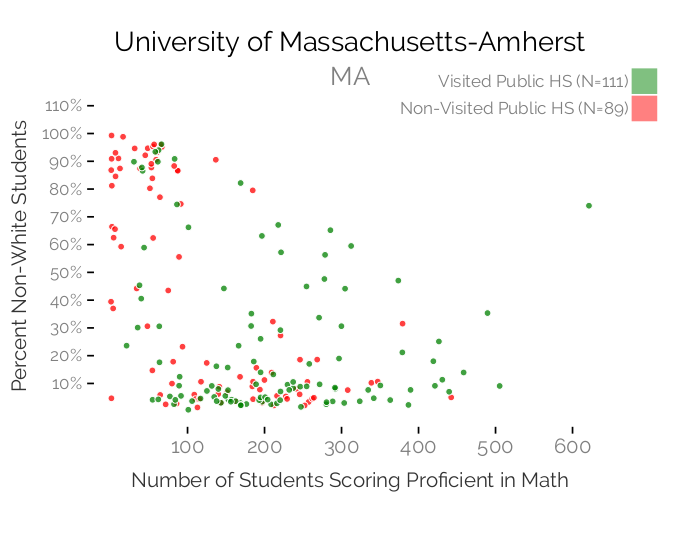 University of Massachusetts-Amherst
MA
Visited Public HS (N=111)
Non-Visited Public HS (N=89)
Percent Non-White Students
110%
100%
90%
80%
70%
60%
50%
40%
30%
20%
10%
100 200 300 400 500 600
Number of Students Scoring Proficient in Math